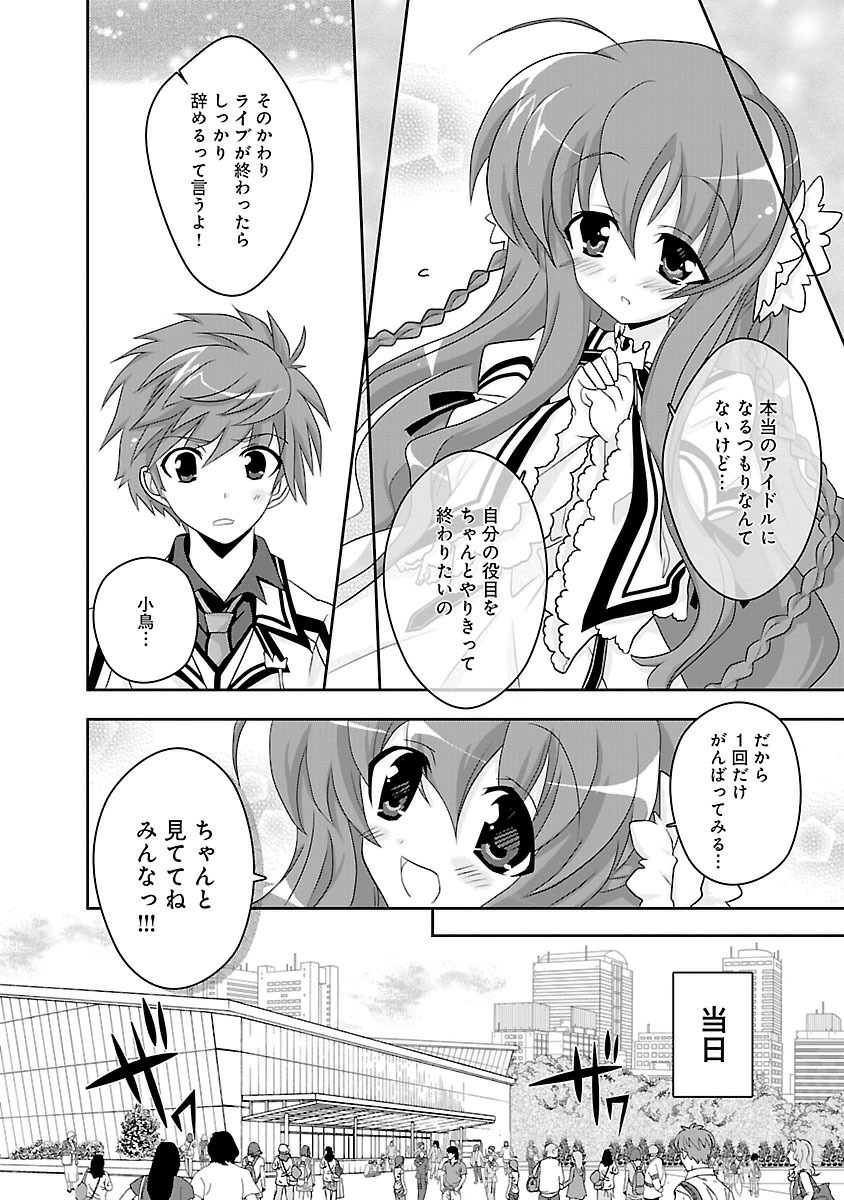 本当のアイドルに
なるつもりなんて
ないけど…
自分の役目を
ちゃんとやりきって
終わりたいの
そのかわり
ライブが終わったら
しっかり
辞めるって言うよ！
小鳥…
だから
1回だけ
がんばってみる…
ちゃんと
見ててね
みんなっ!!!
当日
ザワ
ザワ